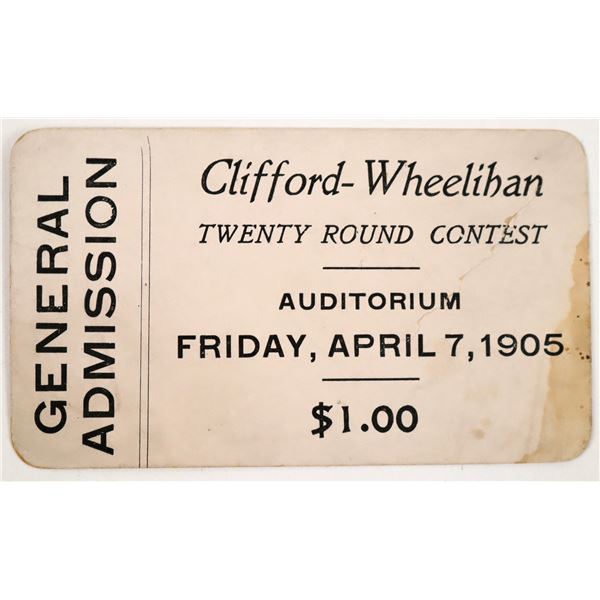 GENERAL
ADMISSION
Clifford-Wheelihan
TWENTY ROUND CONTEST
AUDITORIUM
FRIDAY, APRIL 7, 1905
$1.00